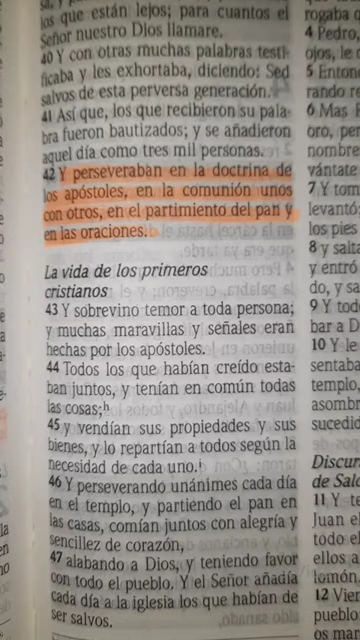 los que están lejos; para cuantos el
Señor nuestro Dios llamare.
40 Y con otras muchas palabras testi-
ficaba y les exhortaba, diciendo: Sed
salvos de esta perversa generación.
41 Así que, los que recibieron su pala-
bra fueron bautizados; y se añadieron
aquel día como tres mil personas.
42 Y perseveraban en la doctrina de
los apóstoles, en la comunión unos
con otros, en el partimiento del pan y
en las oraciones.
La vida de los primeros
cristianos
43 Y sobrevino temor a toda persona;
y muchas maravillas y señales eran
hechas por los apóstoles.
44 Todos los que habían creído esta-
ban juntos, y tenían en común todas
las cosas;h
45 y vendían sus propiedades y sus
bienes, y lo repartían a todos según la
necesidad de cada uno.i
46 Y perseverando unánimes cada día
en el templo, y partiendo el pan en
las casas, comían juntos con alegría y
sencillez de corazón,
47 alabando a Dios, y teniendo favor
con todo el pueblo. Y el Señor añadía
cada día a la iglesia los que habían de
ser salvos.
rogaba
4 Pedro,
ojos, le
5 Enton
rando
6 Mas
oro, per
nombre
vántate
7 Y tom
levantó;
los pies
8 y salta
y entró
do, y sa
9 Y tod
bar a D
10 Y le
sentaba
templo,
asomb
sucedid
Discur
de Salo
11 Y
Juan e
todo el
ellos a
lomón
12 Vie
pueblo
os ma